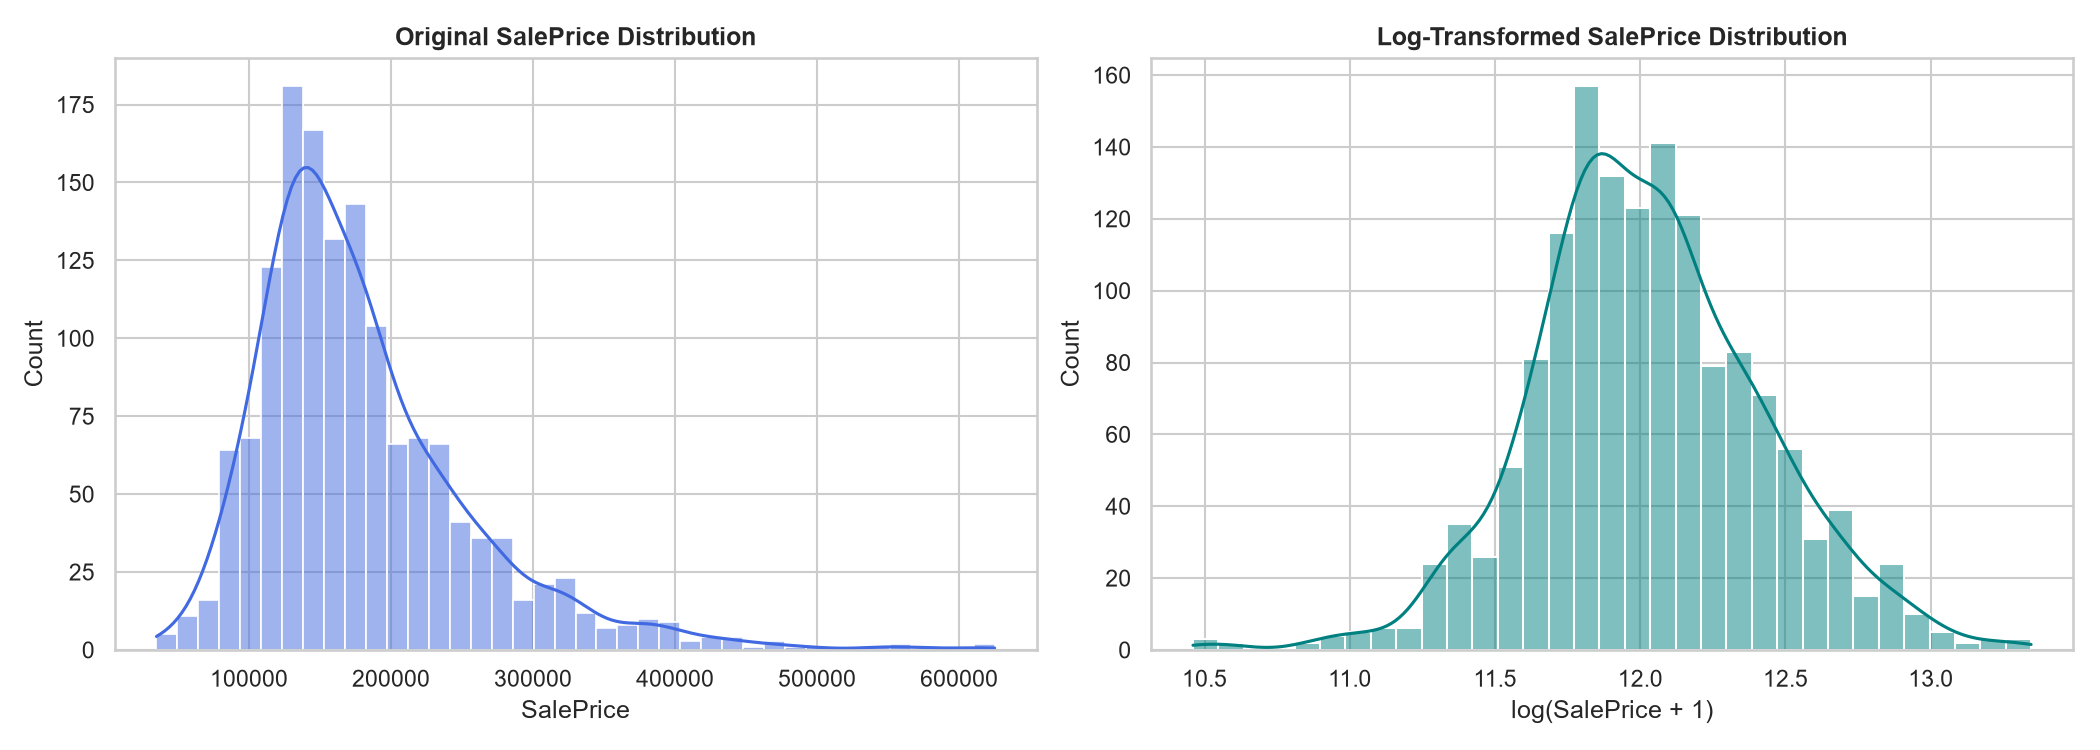 Original SalePrice Distribution
175
150
125
100
75
50
25
0
Count
100000 200000 300000 400000 500000 600000
SalePrice
Log-Transformed SalePrice Distribution
160
140
120
100
80
60
40
20
0
Count
10.5 11.0 11.5 12.0 12.5 13.0
log(SalePrice + 1)